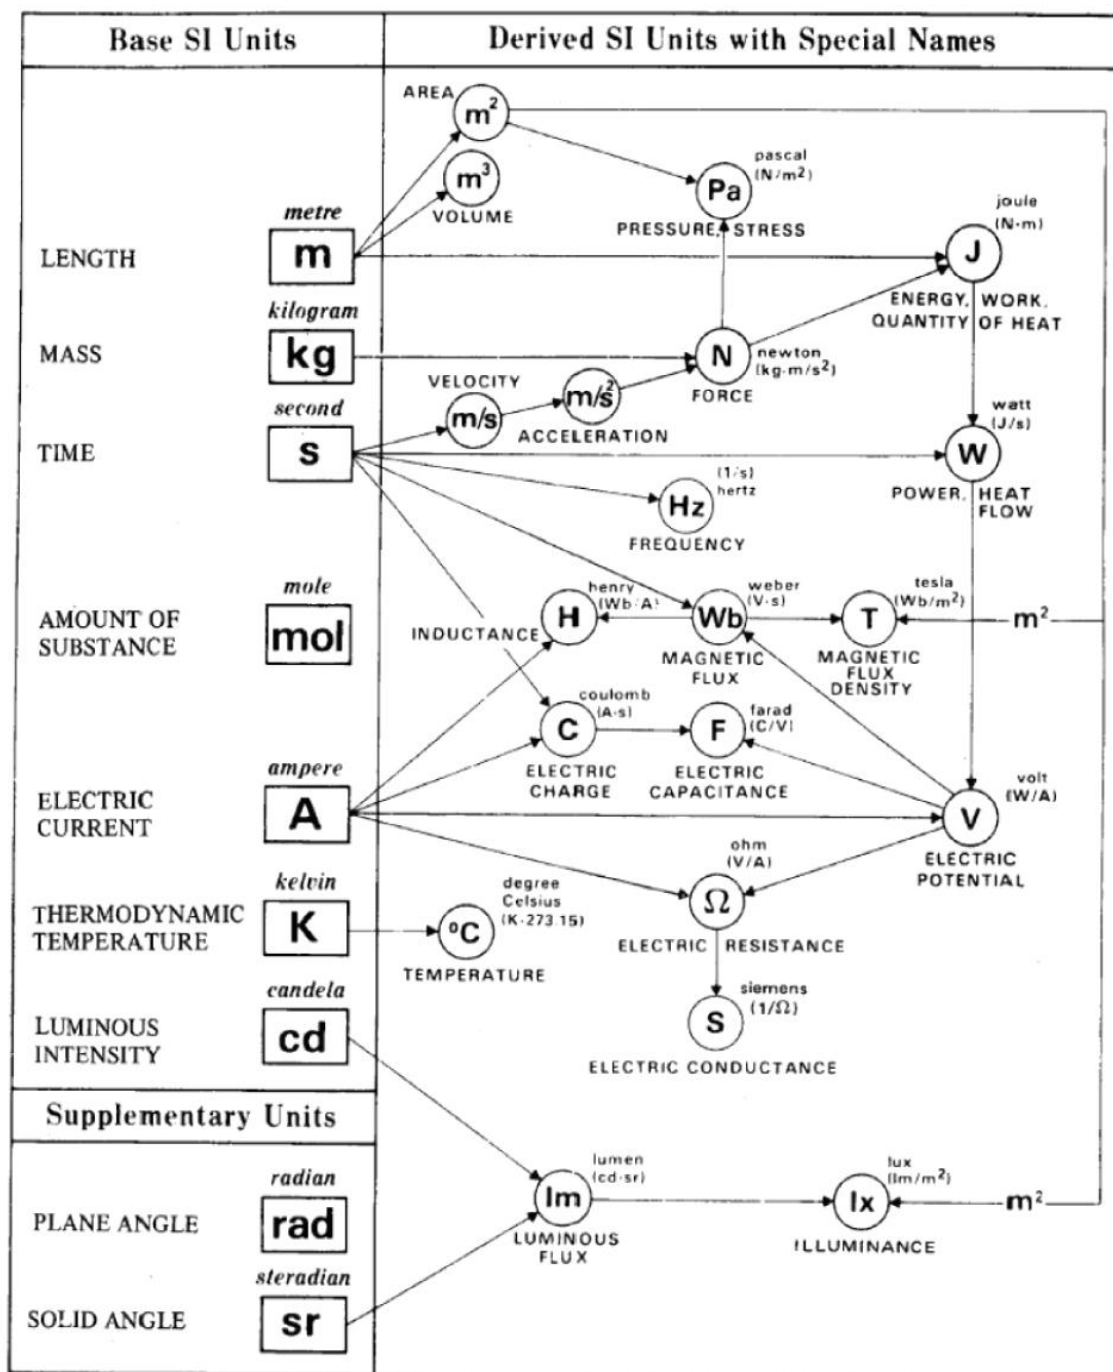 Base SI Units
Derived SI Units with Special Names
AREA
m²
m³
VOLUME
pascal
(N/m²)
Pa
PRESSURE, STRESS
joule
(N·m)
J
ENERGY, WORK,
QUANTITY OF HEAT
LENGTH
metre
m
MASS
kilogram
kg
N
newton
(kg·m/s²)
FORCE
VELOCITY
m/s
m/s²
ACCELERATION
TIME
second
s
watt
(J/s)
W
POWER, HEAT
FLOW
(1/s)
hertz
Hz
FREQUENCY
AMOUNT OF
SUBSTANCE
mole
mol
INDUCTANCE
henry
(Wb/A)
H
weber
(V·s)
Wb
MAGNETIC
FLUX
tesla
(Wb/m²)
T
MAGNETIC
FLUX
DENSITY
m²
coulomb
(A·s)
C
ELECTRIC
CHARGE
farad
(C/V)
F
ELECTRIC
CAPACITANCE
ELECTRIC
CURRENT
ampere
A
volt
(W/A)
V
ELECTRIC
POTENTIAL
ohm
(V/A)
Ω
ELECTRIC RESISTANCE
THERMODYNAMIC
TEMPERATURE
kelvin
K
degree
Celsius
(K-273.15)
°C
TEMPERATURE
siemens
(1/Ω)
S
ELECTRIC CONDUCTANCE
LUMINOUS
INTENSITY
candela
cd
Supplementary Units
PLANE ANGLE
radian
rad
lumen
(cd·sr)
lm
LUMINOUS
FLUX
lux
(lm/m²)
lx
ILLUMINANCE
m²
SOLID ANGLE
steradian
sr